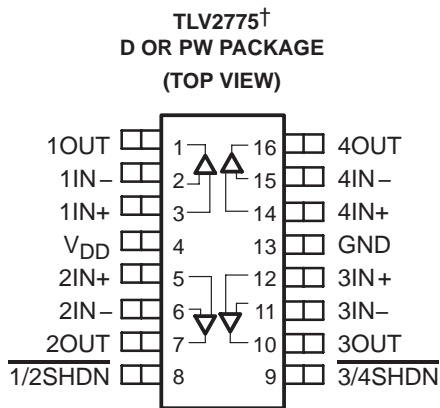 TLV2775†
D OR PW PACKAGE
(TOP VIEW)
1OUT 1 16 4OUT
1IN− 2 15 4IN−
1IN+ 3 14 4IN+
VDD 4 13 GND
2IN+ 5 12 3IN+
2IN− 6 11 3IN−
2OUT 7 10 3OUT
1/2SHDN 8 9 3/4SHDN